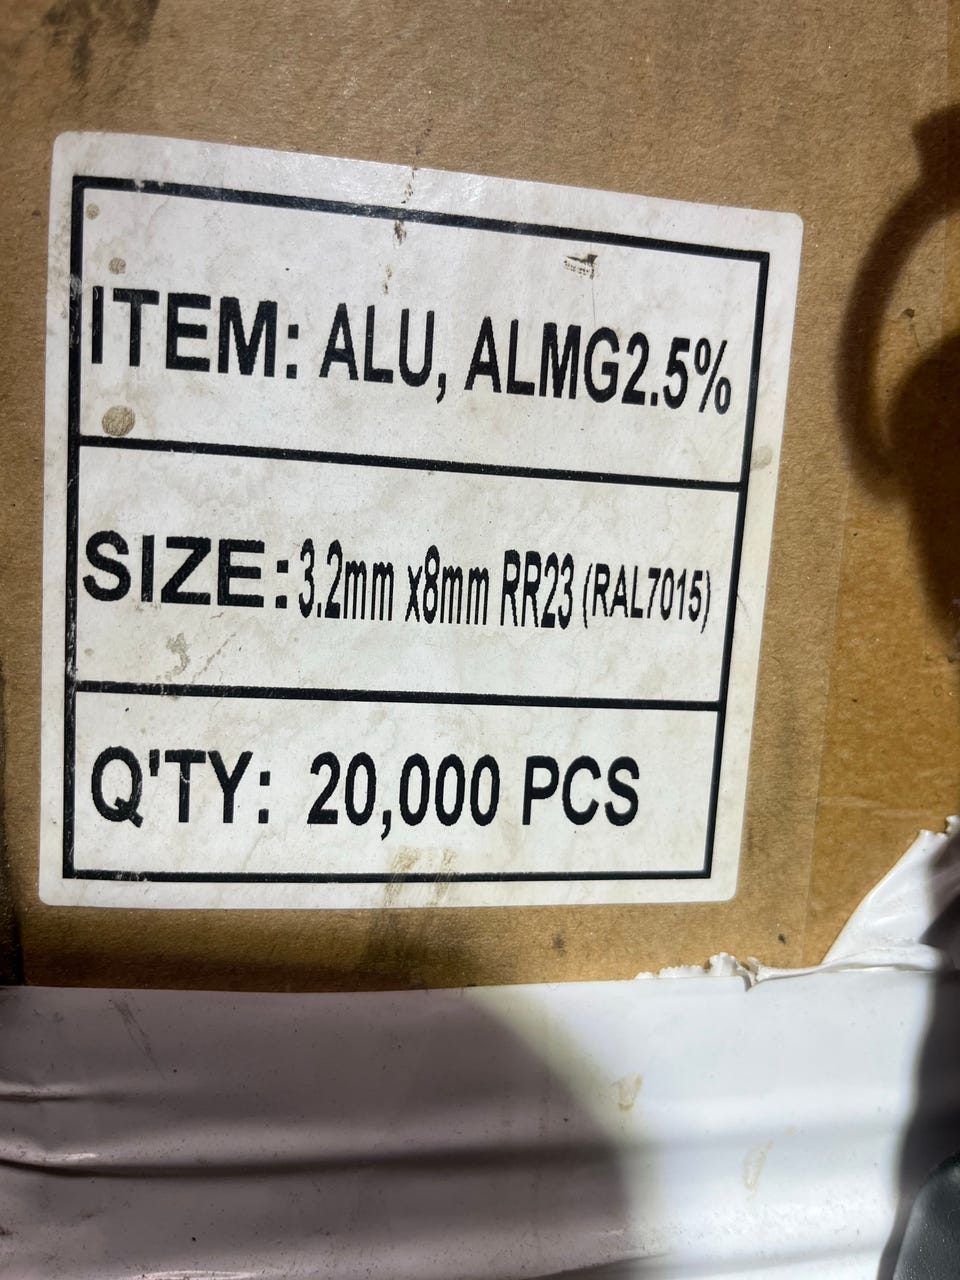 ITEM: ALU, ALMG2.5%
SIZE: 3.2mm x8mm RR23 (RAL7015)
Q'TY: 20,000 PCS